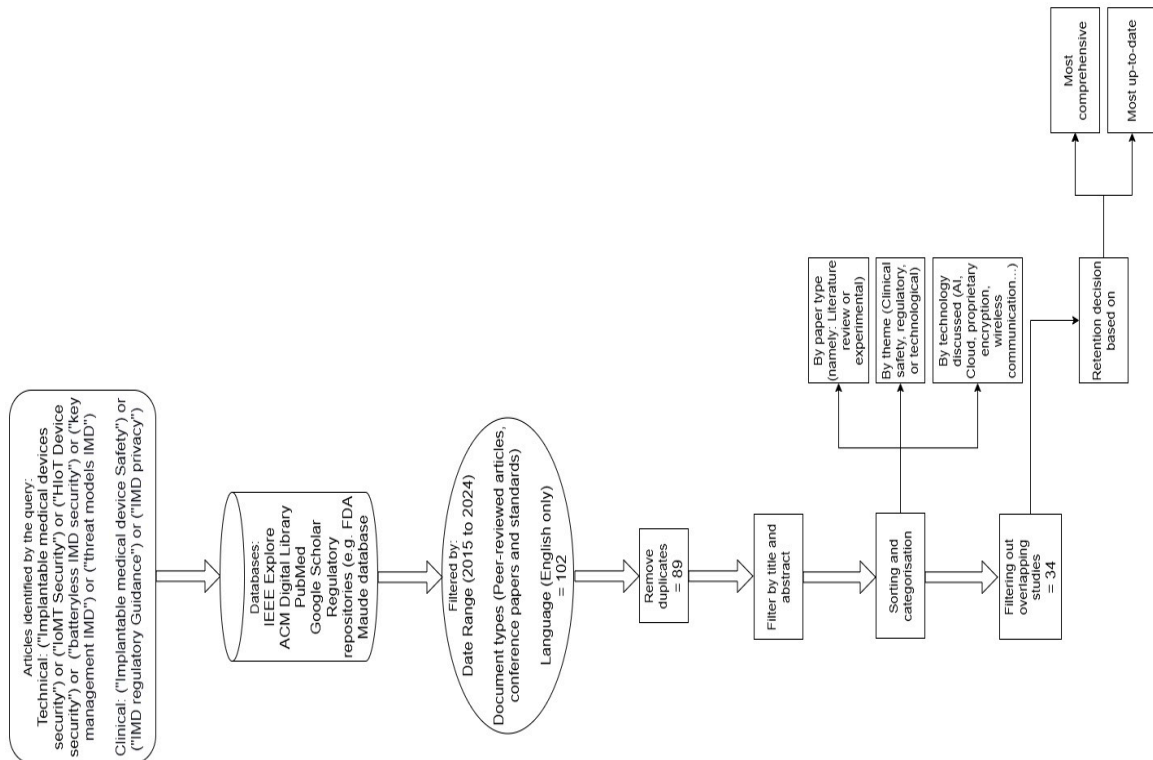 Articles identified by the query:
Technical: ("Implantable medical devices
security") or ("IoMT Security") or ("HIoT Device
security") or ("batteryless IMD security") or ("key
management IMD") or ("threat models IMD")
Clinical: ("Implantable medical device Safety") or
("IMD regulatory Guidance") or ("IMD privacy")
Databases:
IEEE Explore
ACM Digital Library
PubMed
Google Scholar
Regulatory
repositories (e.g. FDA
Maude database
Filtered by:
Date Range (2015 to 2024)
Document types (Peer-reviewed articles,
conference papers and standards)
Language (English only)
= 102
Remove
duplicates
= 89
Filter by title and
abstract
Sorting and
categorisation
By paper type
(namely: Literature
review or
experimental)
By theme (Clinical
safety, regulatory,
or technological)
By technology
discussed (AI,
Cloud, proprietary
encryption,
wireless
communication...)
Filtering out
overlapping
studies
= 34
Retention decision
based on
Most
comprehensive
Most up-to-date